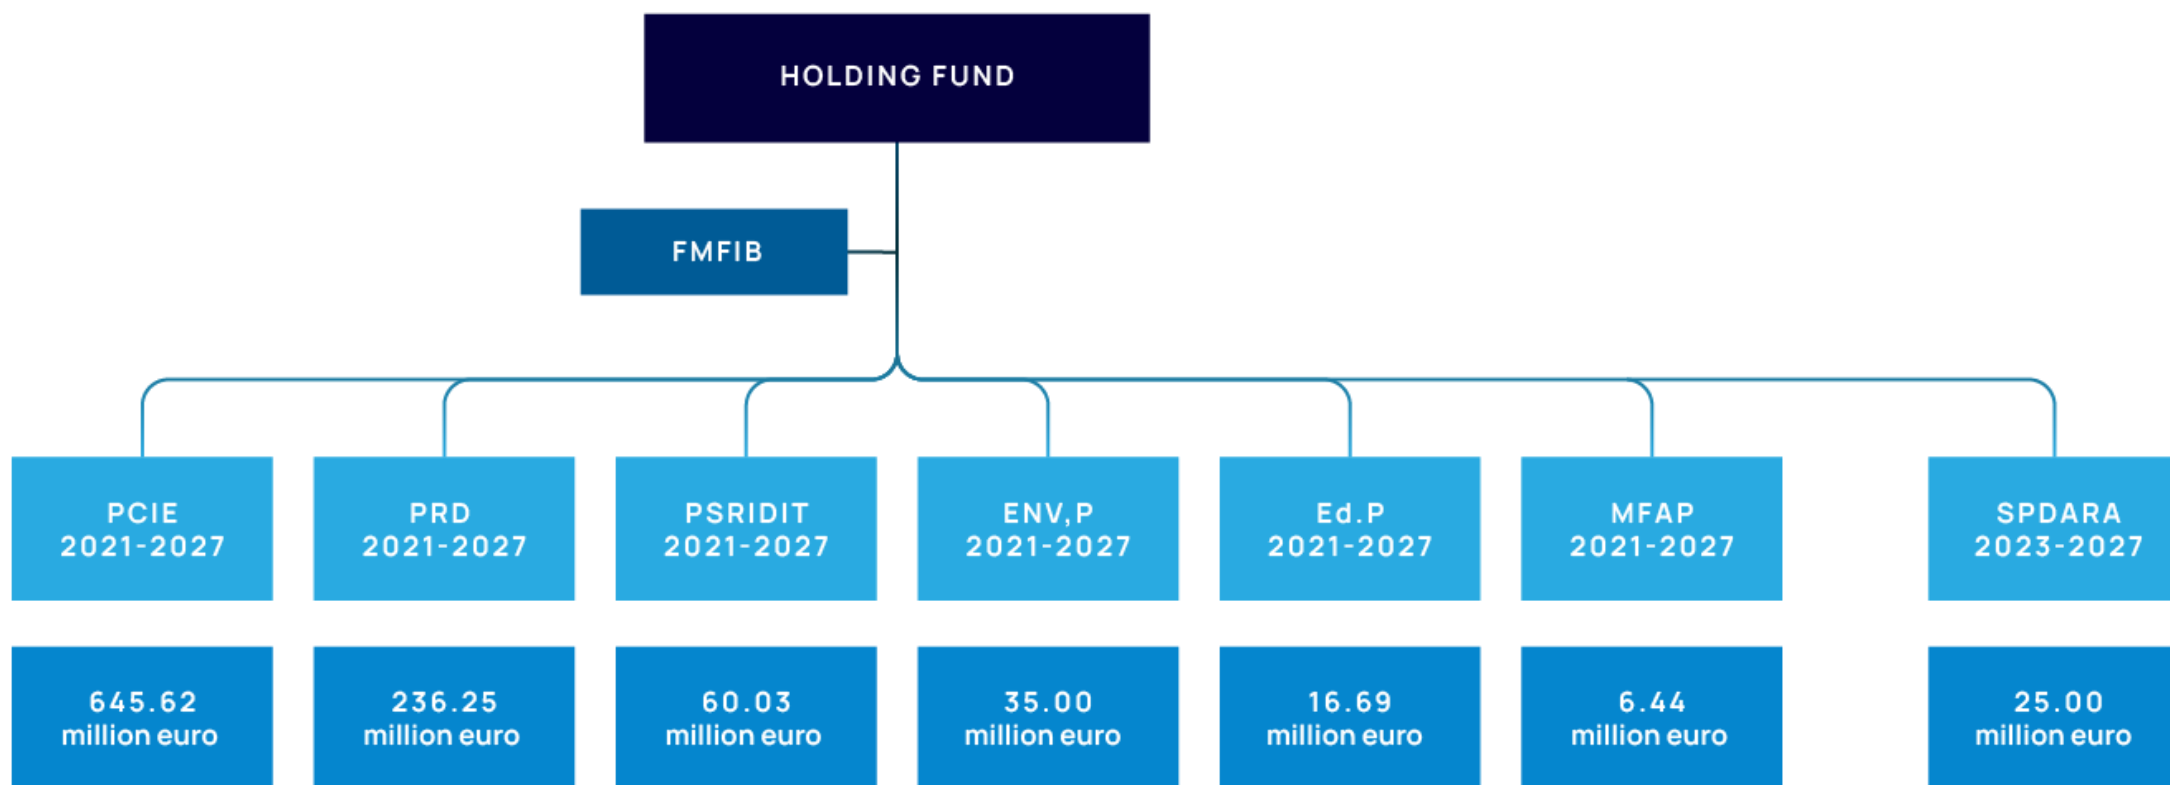 HOLDING FUND
FMFIB
PCIE
2021-2027
PRD
2021-2027
PSRIDIT
2021-2027
ENV,P
2021-2027
Ed.P
2021-2027
MFAP
2021-2027
SPDARA
2023-2027
645.62
million euro
236.25
million euro
60.03
million euro
35.00
million euro
16.69
million euro
6.44
million euro
25.00
million euro